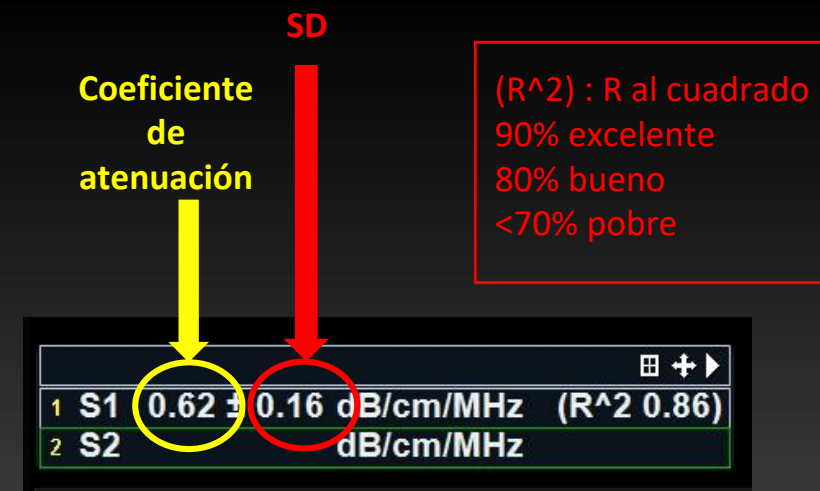 SD
Coeficiente
de
atenuación
(R^2) : R al cuadrado
90% excelente
80% bueno
<70% pobre
1 S1 0.62 ± 0.16 dB/cm/MHz (R^2 0.86)
2 S2 dB/cm/MHz